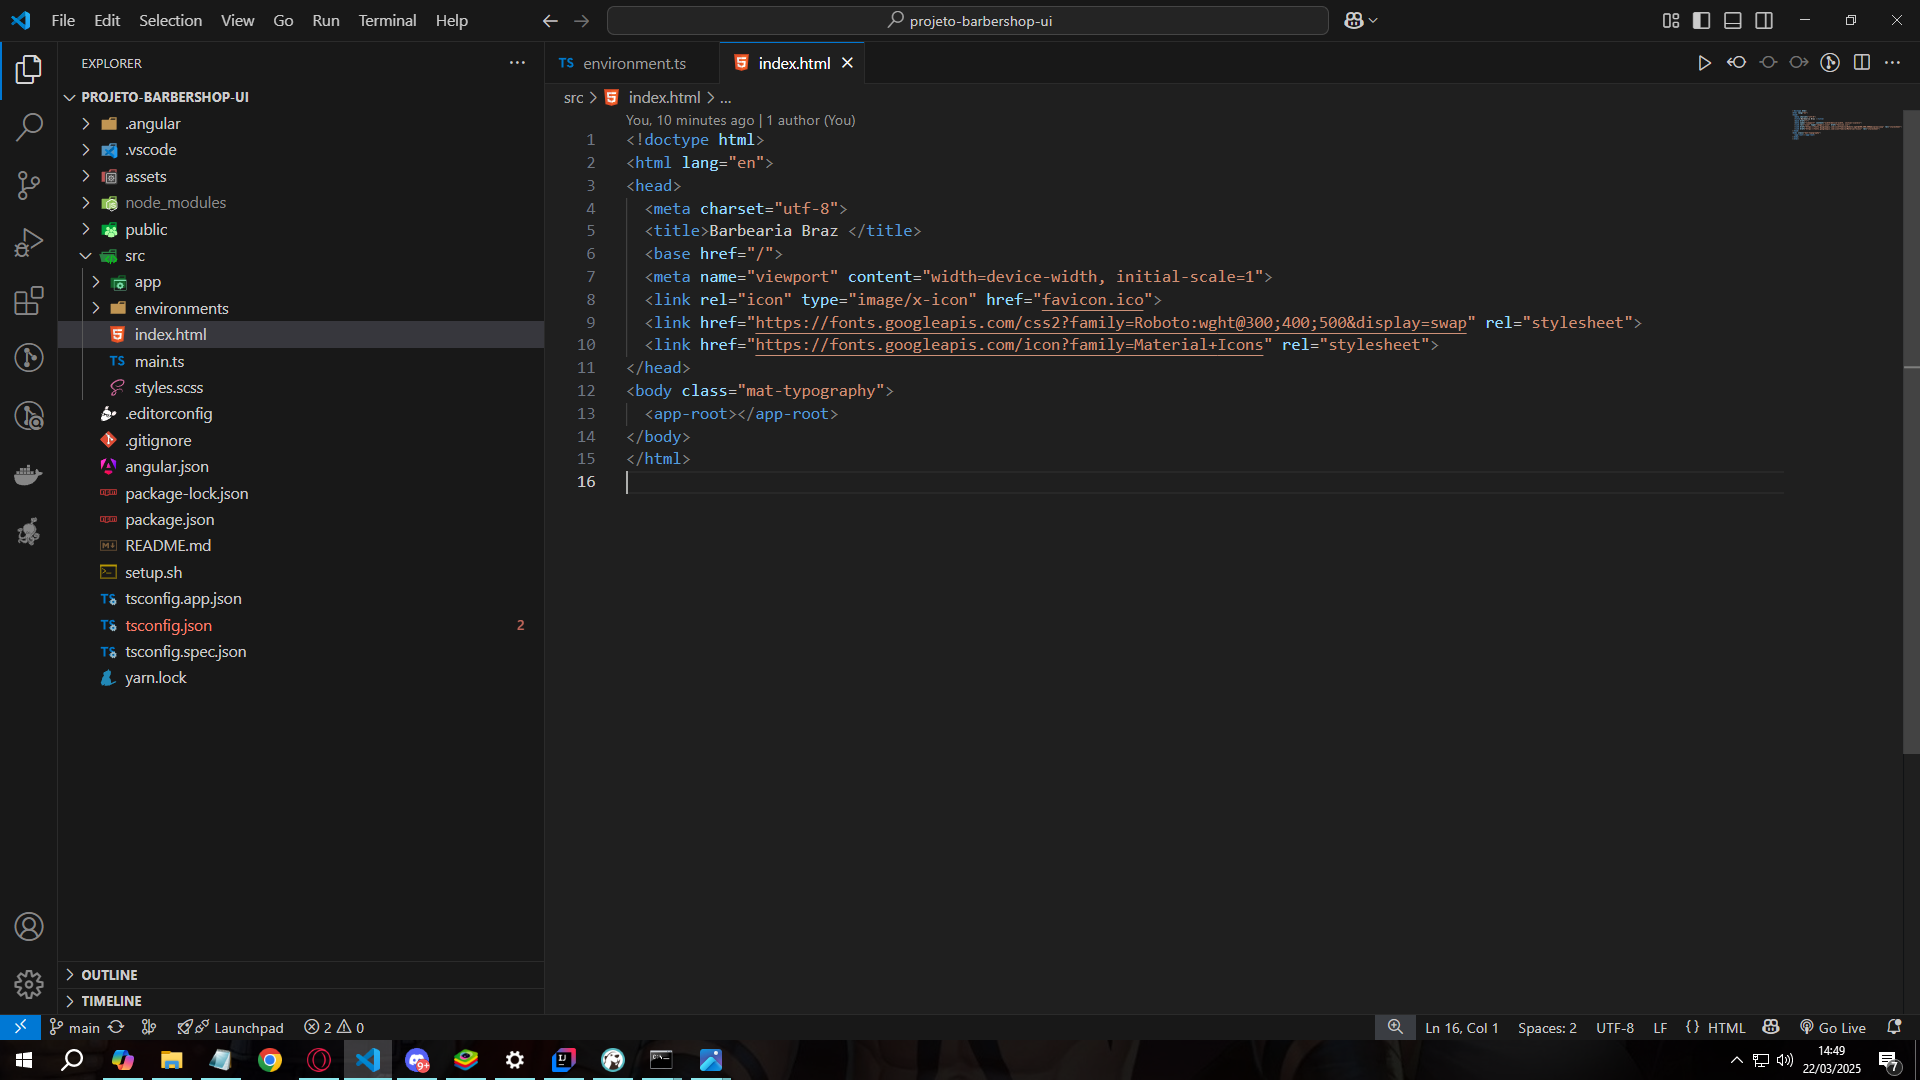 File Edit Selection View Go Run Terminal Help
projeto-barbershop-ui
EXPLORER
PROJETO-BARBERSHOP-UI
.angular
.vscode
assets
node_modules
public
src
app
environments
index.html
main.ts
styles.scss
.editorconfig
.gitignore
angular.json
package-lock.json
package.json
README.md
setup.sh
tsconfig.app.json
tsconfig.json 2
tsconfig.spec.json
yarn.lock
OUTLINE
TIMELINE
TS environment.ts
index.html
src > index.html > ...
You, 10 minutes ago | 1 author (You)
1 <!doctype html>
2 <html lang="en">
3 <head>
4 <meta charset="utf-8">
5 <title>Barbearia Braz </title>
6 <base href="/">
7 <meta name="viewport" content="width=device-width, initial-scale=1">
8 <link rel="icon" type="image/x-icon" href="favicon.ico">
9 <link href="https://fonts.googleapis.com/css2?family=Roboto:wght@300;400;500&display=swap" rel="stylesheet">
10 <link href="https://fonts.googleapis.com/icon?family=Material+Icons" rel="stylesheet">
11 </head>
12 <body class="mat-typography">
13 <app-root></app-root>
14 </body>
15 </html>
16
main Launchpad 2 0
Ln 16, Col 1 Spaces: 2 UTF-8 LF {} HTML Go Live
14:49
22/03/2025
7